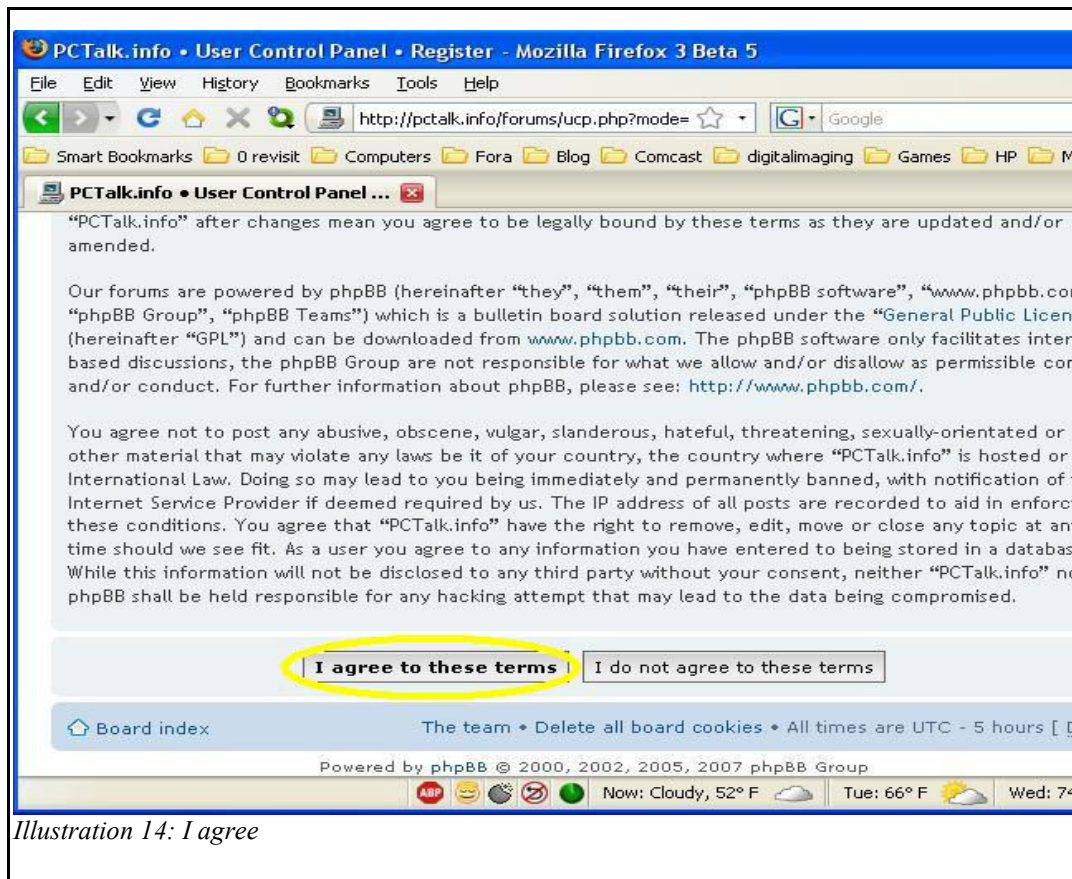 PCTalk.info • User Control Panel • Register - Mozilla Firefox 3 Beta 5
File Edit View History Bookmarks Tools Help
http://pctalk.info/forums/ucp.php?mode= G Google
Smart Bookmarks 0 revisit Computers Fora Blog Comcast digitalimaging Games HP M
PCTalk.info • User Control Panel ...
“PCTalk.info” after changes mean you agree to be legally bound by these terms as they are updated and/or
amended.
Our forums are powered by phpBB (hereinafter “they”, “them”, “their”, “phpBB software”, “www.phpbb.co
“phpBB Group”, “phpBB Teams”) which is a bulletin board solution released under the “General Public Licen
(hereinafter “GPL”) and can be downloaded from www.phpbb.com. The phpBB software only facilitates inter
based discussions, the phpBB Group are not responsible for what we allow and/or disallow as permissible co
and/or conduct. For further information about phpBB, please see: http://www.phpbb.com/.
You agree not to post any abusive, obscene, vulgar, slanderous, hateful, threatening, sexually-orientated or
other material that may violate any laws be it of your country, the country where “PCTalk.info” is hosted or
International Law. Doing so may lead to you being immediately and permanently banned, with notification of
Internet Service Provider if deemed required by us. The IP address of all posts are recorded to aid in enforc
these conditions. You agree that “PCTalk.info” have the right to remove, edit, move or close any topic at an
time should we see fit. As a user you agree to any information you have entered to being stored in a databas
While this information will not be disclosed to any third party without your consent, neither “PCTalk.info” no
phpBB shall be held responsible for any hacking attempt that may lead to the data being compromised.
I agree to these terms I do not agree to these terms
Board index The team • Delete all board cookies • All times are UTC - 5 hours [ D
Powered by phpBB © 2000, 2002, 2005, 2007 phpBB Group
ABP Now: Cloudy, 52° F Tue: 66° F Wed: 74
Illustration 14: I agree